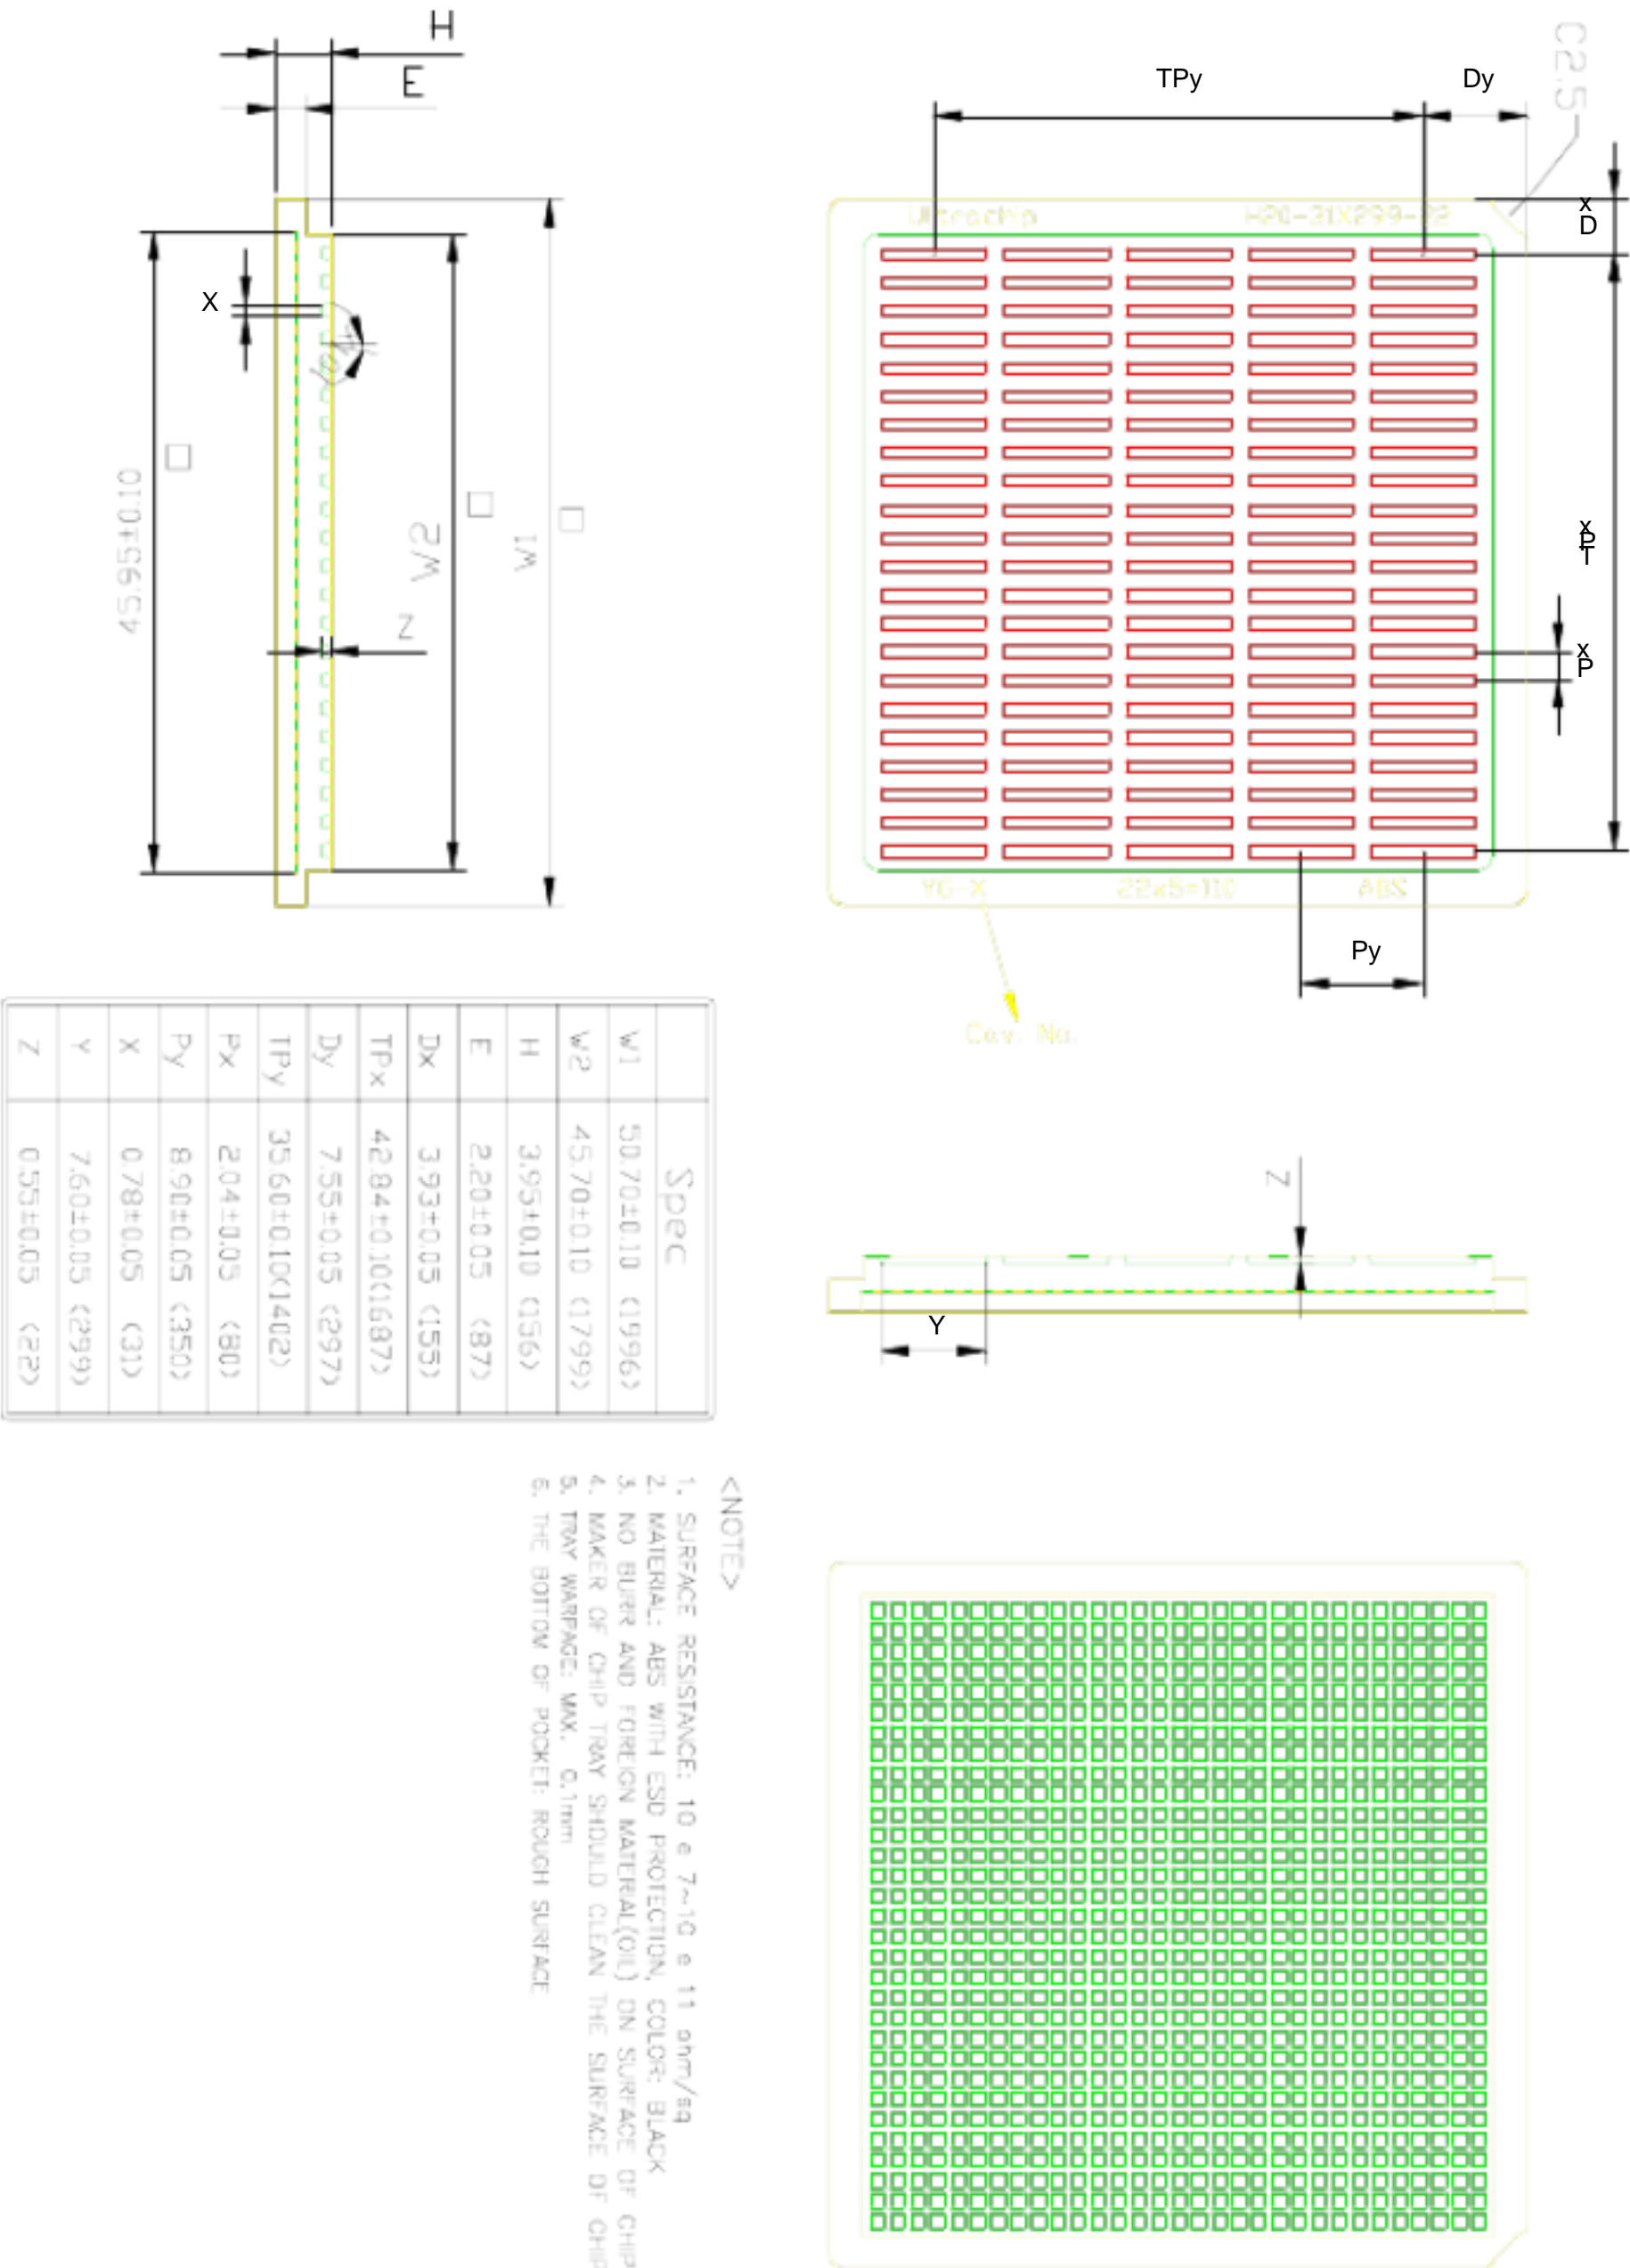 H
E
X
Z
W2
W1
45.95±0.10
TPy
Dy
C2.5
Ultrachip
H20-31X299-22
x
D
x
P
T
x
P
YG-X
22x5=110
ABS
Py
Cav. No.
Spec
W1 50.70±0.10 (1996)
W2 45.70±0.10 (1799)
H 3.95±0.10 (156)
E 2.20±0.05 (87)
Dx 3.93±0.05 (155)
TPx 42.84±0.10(1687)
Dy 7.55±0.05 (297)
TPy 35.60±0.10(1402)
Px 2.04±0.05 (80)
Py 8.90±0.05 (350)
X 0.78±0.05 (31)
Y 7.60±0.05 (299)
Z 0.55±0.05 (22)
Z
Y
<NOTE>
1. SURFACE RESISTANCE: 10 e 7~10 e 11 ohm/sq
2. MATERIAL: ABS WITH ESD PROTECTION, COLOR: BLACK
3. NO BURR AND FOREIGN MATERIAL(OIL) ON SURFACE OF CHIP
4. MAKER OF CHIP TRAY SHOULD CLEAN THE SURFACE OF CHIP
5. TRAY WARPAGE: MAX. 0.1mm
6. THE BOTTOM OF POCKET: ROUGH SURFACE